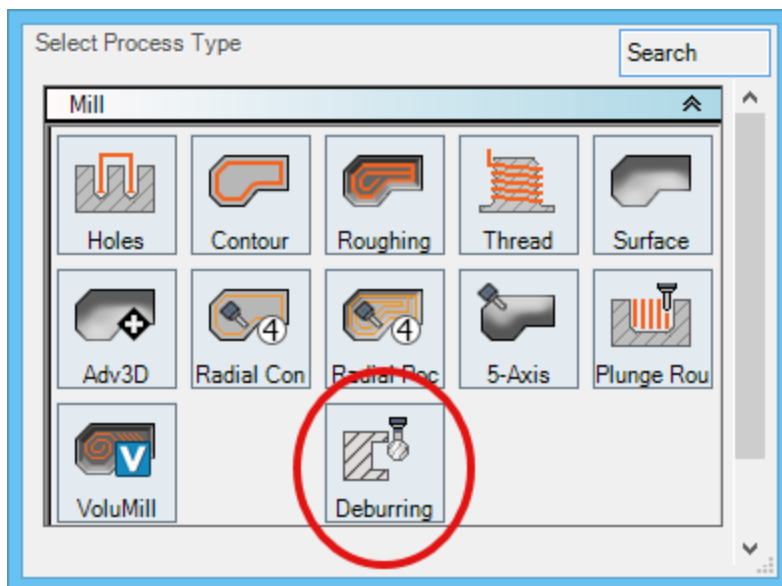 Select Process Type
Search
Mill
Holes Contour Roughing Thread Surface
Adv3D Radial Con Radial Poc 5-Axis Plunge Rou
VoluMill Deburring